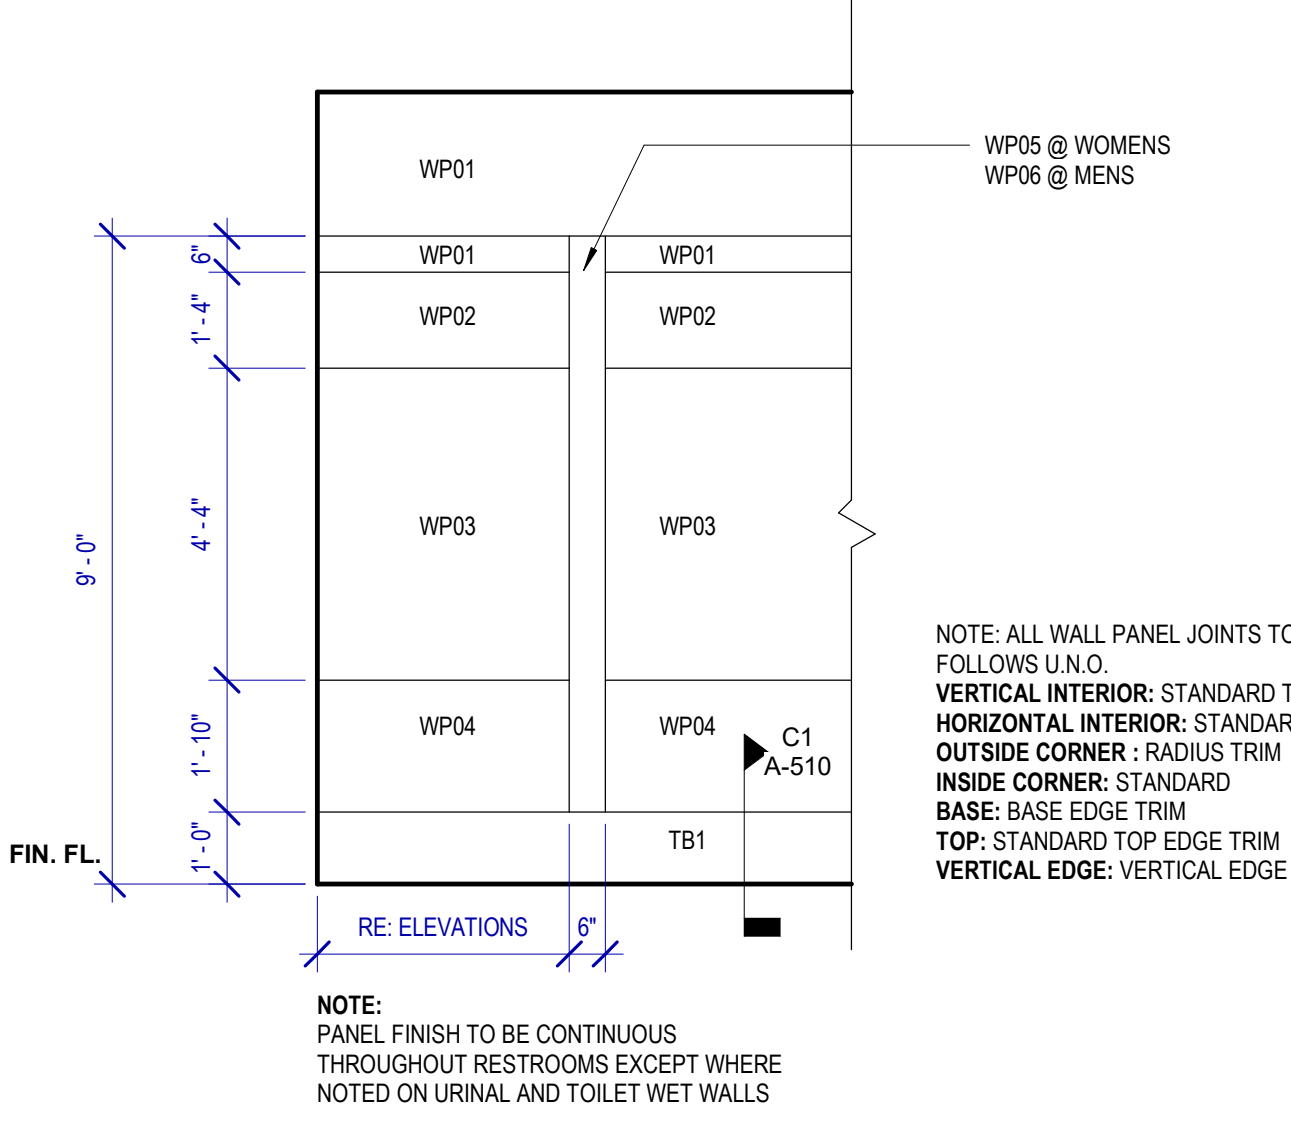 WP05 @ WOMENS
WP06 @ MENS
WP01
WP01
WP01
6"
WP02
WP02
1' - 4"
WP03
WP03
4' - 4"
9' - 0"
WP04
WP04
1' - 10"
C1
A-510
TB1
1' - 0"
FIN. FL.
RE: ELEVATIONS
6"
NOTE: ALL WALL PANEL JOINTS
FOLLOWS U.N.O.
VERTICAL INTERIOR: STANDARD
HORIZONTAL INTERIOR:
OUTSIDE CORNER : RADIUS TRIM
INSIDE CORNER: STANDARD
BASE: BASE EDGE TRIM
TOP: STANDARD TOP EDGE TRIM
VERTICAL EDGE: VERTICAL EDGE
NOTE:
PANEL FINISH TO BE CONTINUOUS
THROUGHOUT RESTROOMS EXCEPT WHERE
NOTED ON URINAL AND TOILET WET WALLS